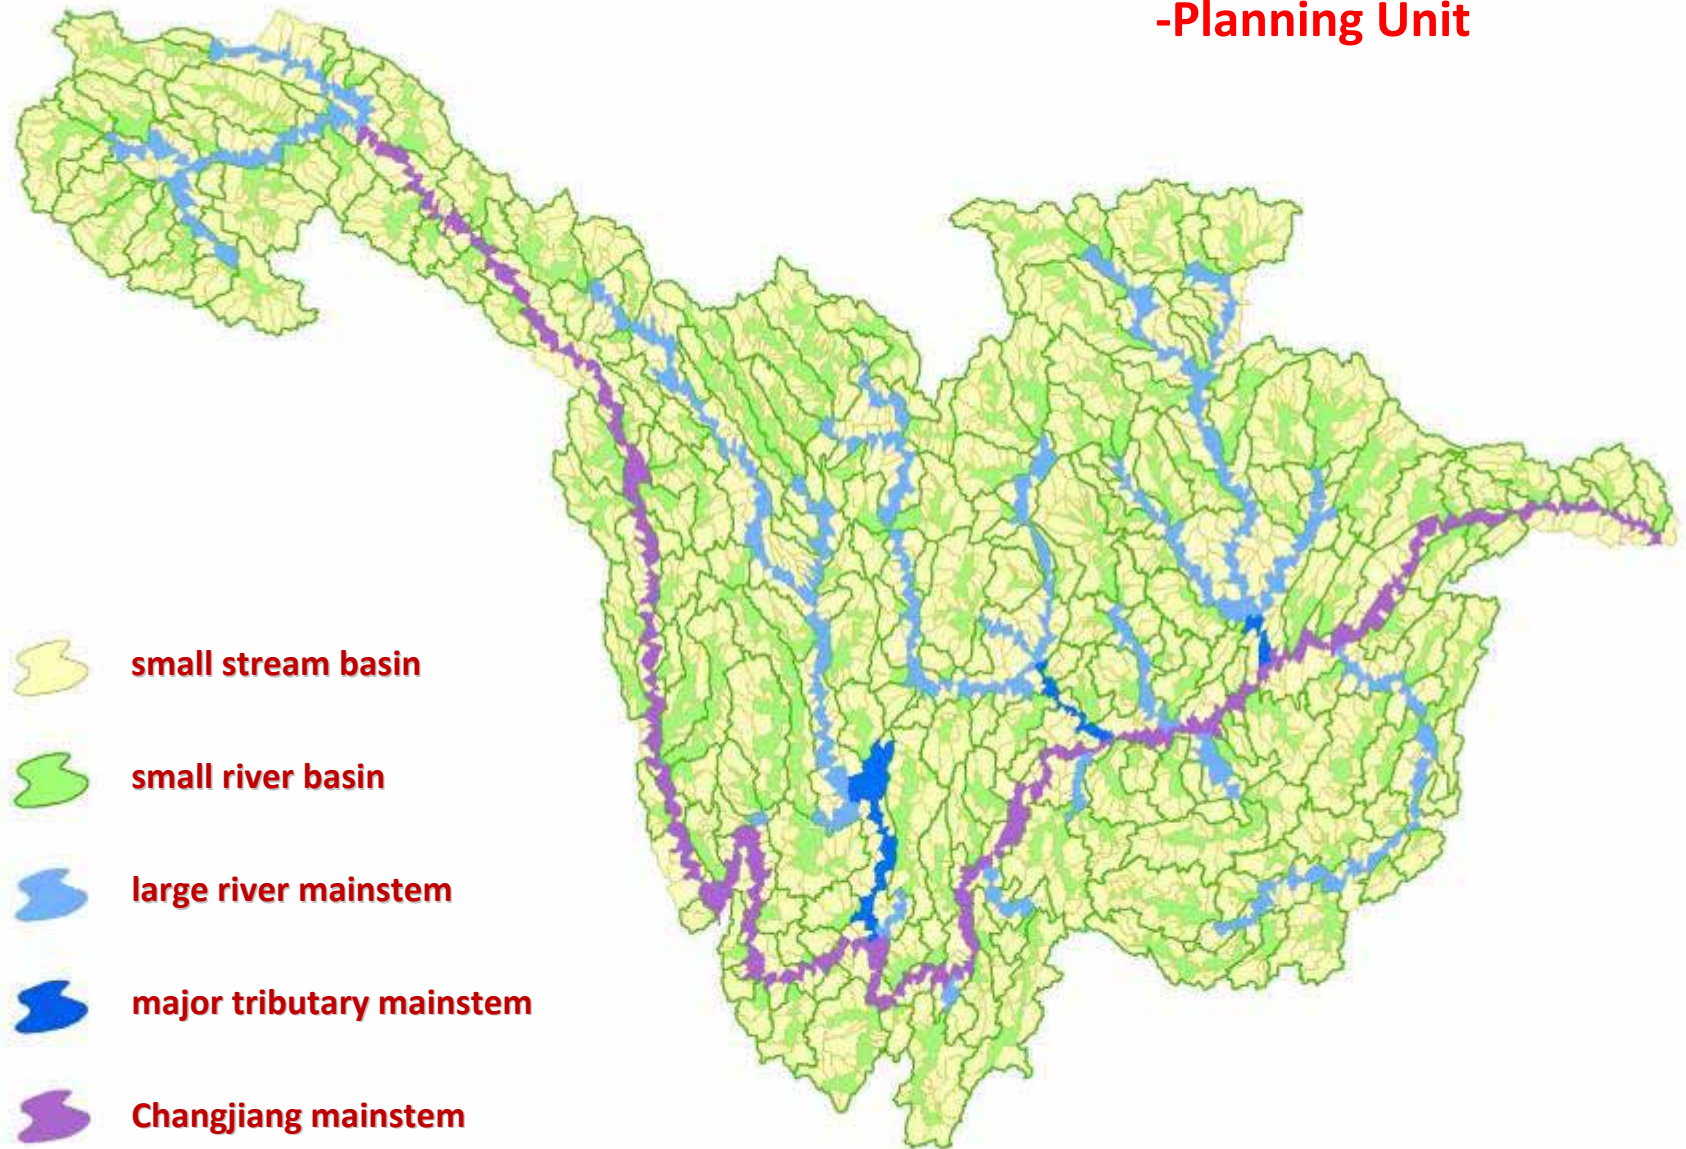 -Planning Unit
small stream basin
small river basin
large river mainstem
major tributary mainstem
Changjiang mainstem